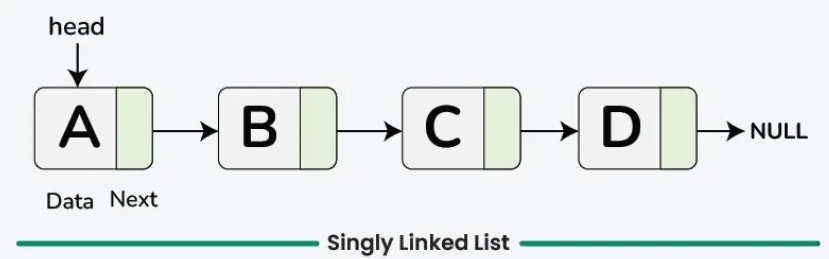 head
A B C D NULL
Data Next
Singly Linked List